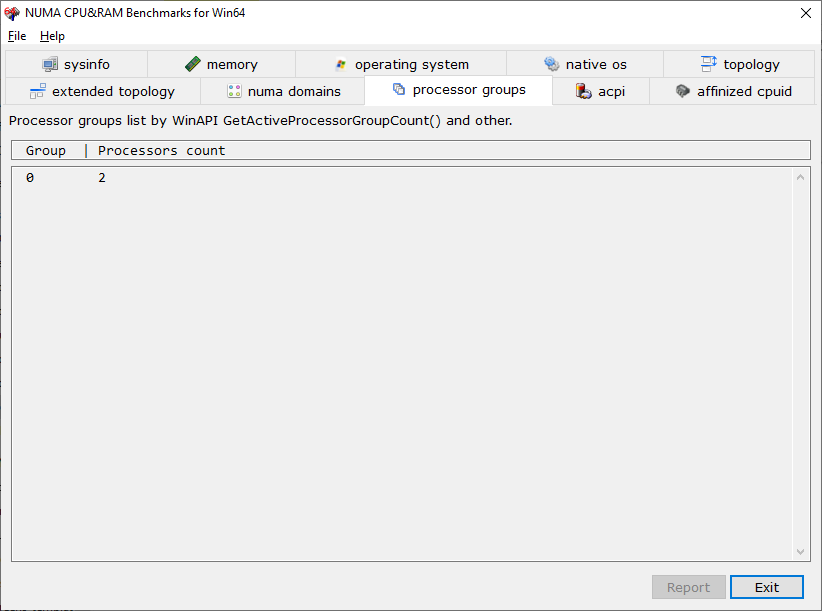 NUMA CPU&RAM Benchmarks for Win64
File Help
sysinfo memory operating system native os topology
extended topology numa domains processor groups acpi affinized cpuid
Processor groups list by WinAPI GetActiveProcessorGroupCount() and other.
Group | Processors count
0 2
Report Exit